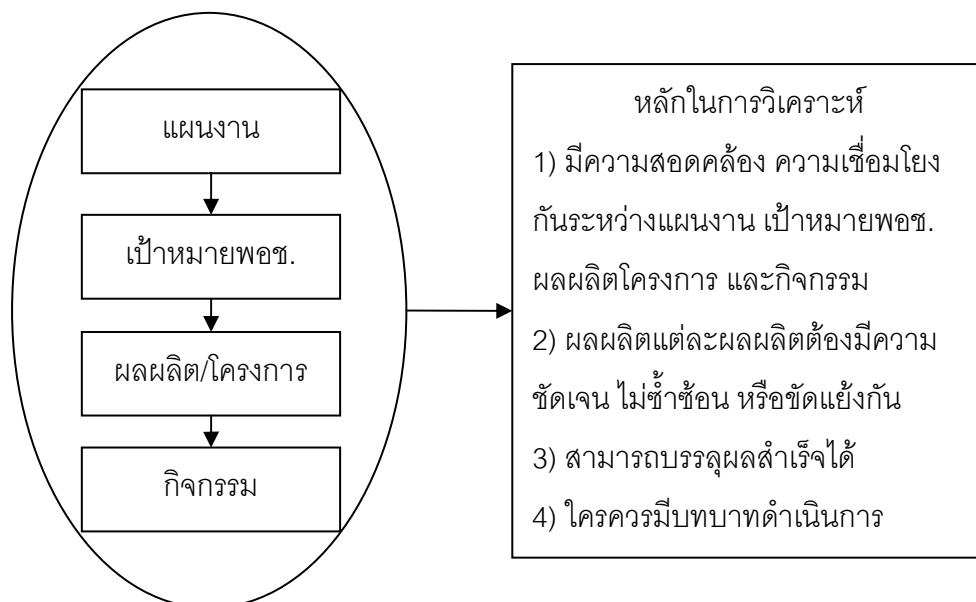 แผนงาน
เป้าหมายพอช.
ผลผลิต/โครงการ
กิจกรรม
หลักในการวิเคราะห์
1) มีความสอดคล้อง ความเชื่อมโยง
กันระหว่างแผนงาน เป้าหมายพอช.
ผลผลิตโครงการ และกิจกรรม
2) ผลผลิตแต่ละผลผลิตต้องมีความ
ชัดเจน ไม่ซ้ำซ้อน หรือขัดแย้งกัน
3) สามารถบรรลุผลสำเร็จได้
4) ใครควรมีบทบาทดำเนินการ